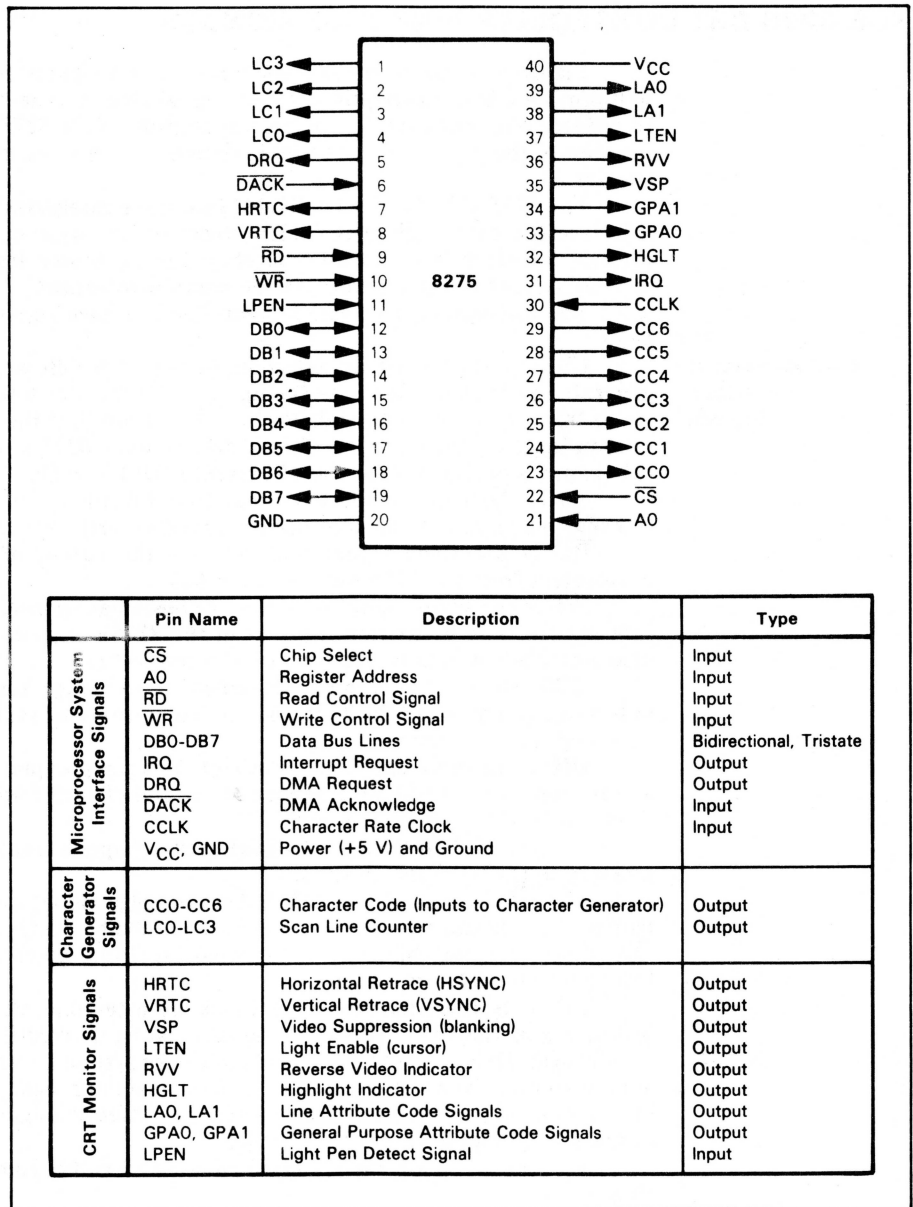 LC3 1 40 VCC
LC2 2 39 LA0
LC1 3 38 LA1
LC0 4 37 LTEN
DRQ 5 36 RVV
D̅A̅C̅K̅ 6 35 VSP
HRTC 7 34 GPA1
VRTC 8 33 GPA0
R̅D̅ 9 32 HGLT
W̅R̅ 10 8275 31 IRQ
LPEN 11 30 CCLK
DB0 12 29 CC6
DB1 13 28 CC5
DB2 14 27 CC4
DB3 15 26 CC3
DB4 16 25 CC2
DB5 17 24 CC1
DB6 18 23 CC0
DB7 19 22 C̅S̅
GND 20 21 A0
Pin Name Description Type
Microprocessor System
Interface Signals
C̅S̅ Chip Select Input
A0 Register Address Input
R̅D̅ Read Control Signal Input
W̅R̅ Write Control Signal Input
DB0-DB7 Data Bus Lines Bidirectional, Tristate
IRQ Interrupt Request Output
DRQ DMA Request Output
D̅A̅C̅K̅ DMA Acknowledge Input
CCLK Character Rate Clock Input
VCC, GND Power (+5 V) and Ground
Character
Generator
Signals
CC0-CC6 Character Code (Inputs to Character Generator) Output
LC0-LC3 Scan Line Counter Output
CRT Monitor Signals
HRTC Horizontal Retrace (HSYNC) Output
VRTC Vertical Retrace (VSYNC) Output
VSP Video Suppression (blanking) Output
LTEN Light Enable (cursor) Output
RVV Reverse Video Indicator Output
HGLT Highlight Indicator Output
LA0, LA1 Line Attribute Code Signals Output
GPA0, GPA1 General Purpose Attribute Code Signals Output
LPEN Light Pen Detect Signal Input